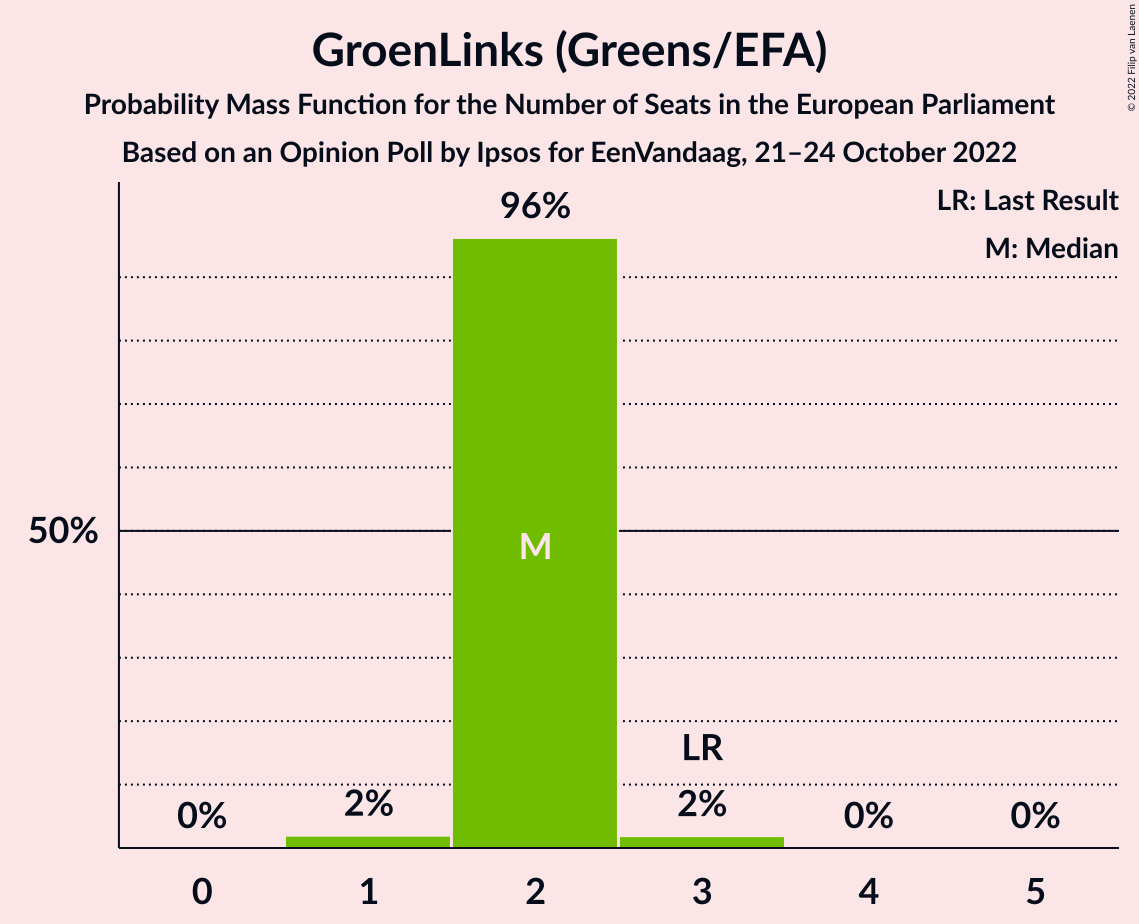 GroenLinks (Greens/EFA)
Probability Mass Function for the Number of Seats in the European Parliament
Based on an Opinion Poll by Ipsos for EenVandaag, 21–24 October 2022
© 2022 Filip van Laenen
LR: Last Result
M: Median
96%
50%
M
LR
0%
2%
2%
0%
0%
0
1
2
3
4
5